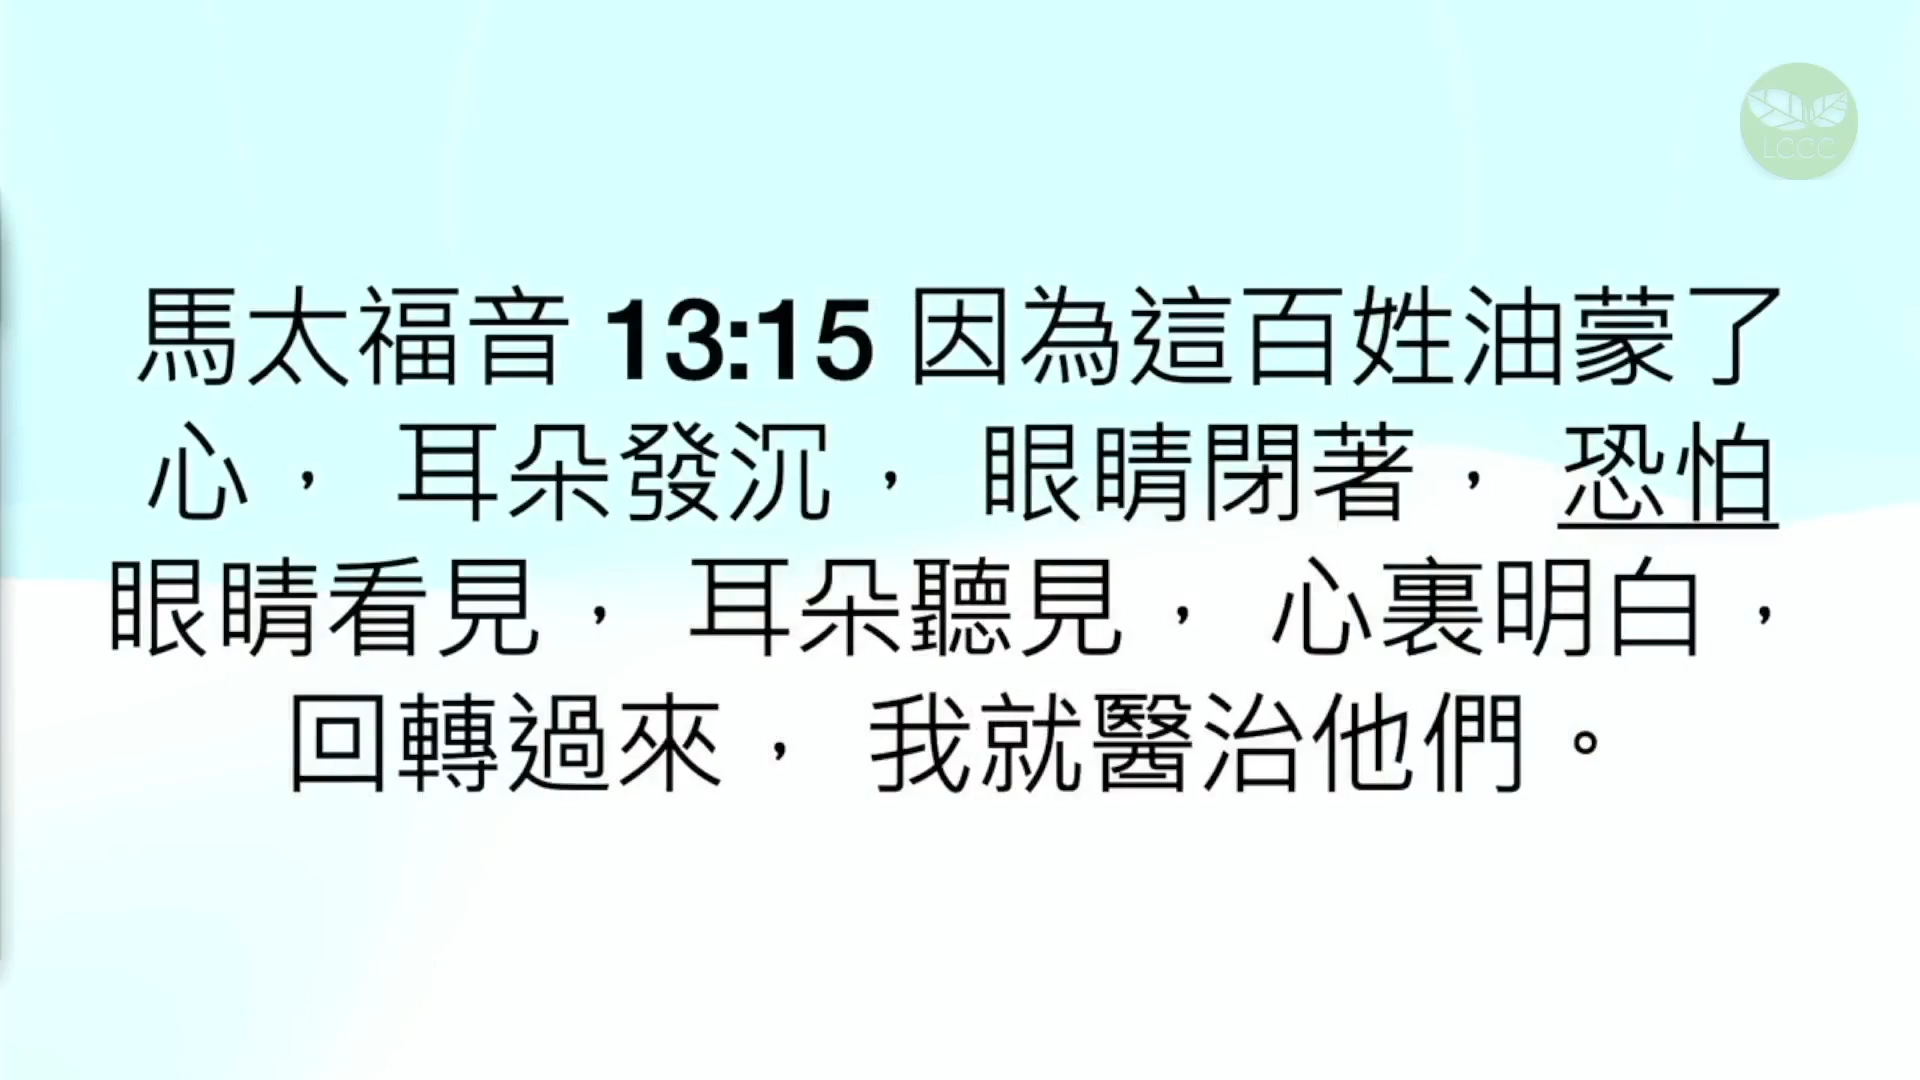 LCCC
馬太福音 13:15 因為這百姓油蒙了
心， 耳朵發沉， 眼睛閉著， 恐怕
眼睛看見， 耳朵聽見， 心裏明白，
回轉過來， 我就醫治他們。